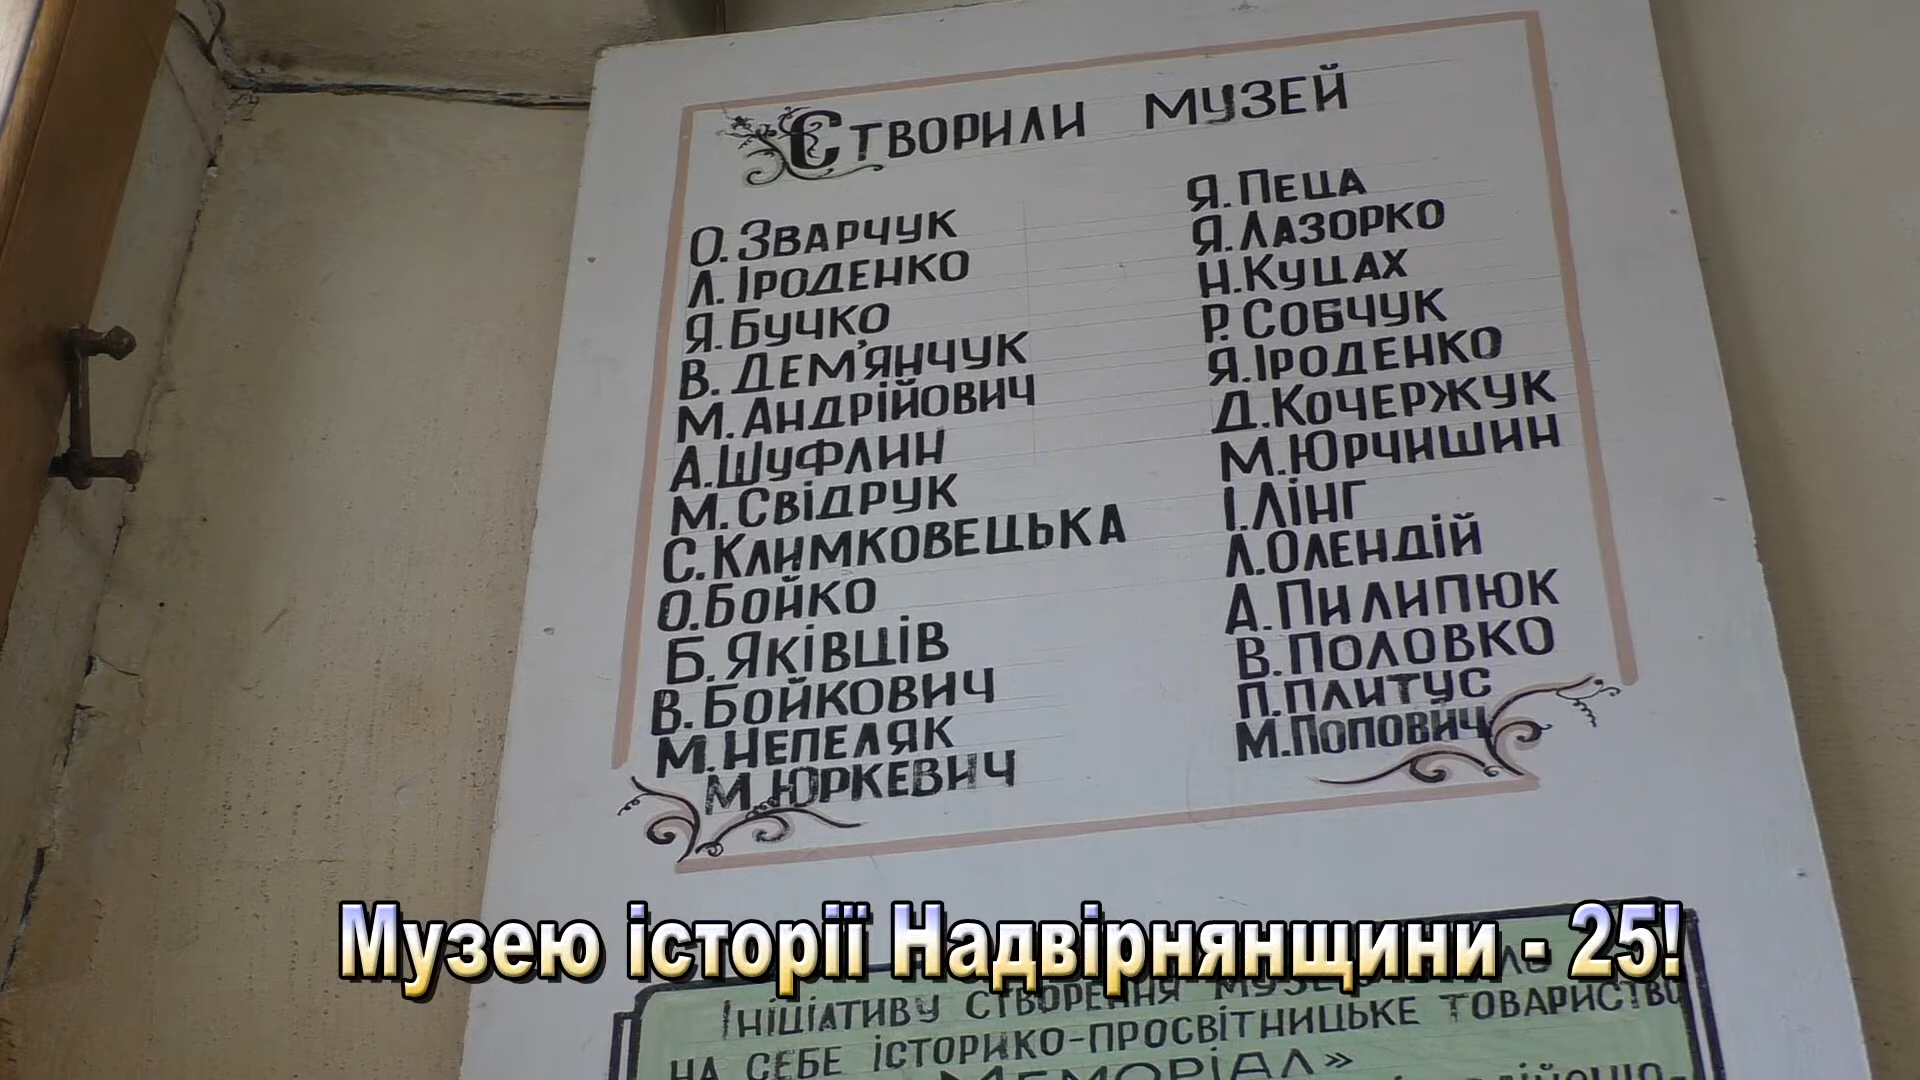 Створили музей
О. Зварчук
Л. Іроденко
Я. Бучко
В. Дем'янчук
М. Андрійович
А. Шуфлин
М. Свідрук
С. Климковецька
О. Бойко
Б. Яківців
В. Бойкович
М. Непеляк
М. Юркевич
Я. Пеца
Я. Лазорко
Н. Куцах
Р. Собчук
Я. Іроденко
Д. Кочержук
М. Юрчишин
І. Лінг
Л. Олендій
А. Пилипюк
В. Половко
П. Плитус
М. Попович
Музею історії Надвірнянщини - 25!
Ініціативу створення
на себе історико-просвітницьке товариство
Меморіал»